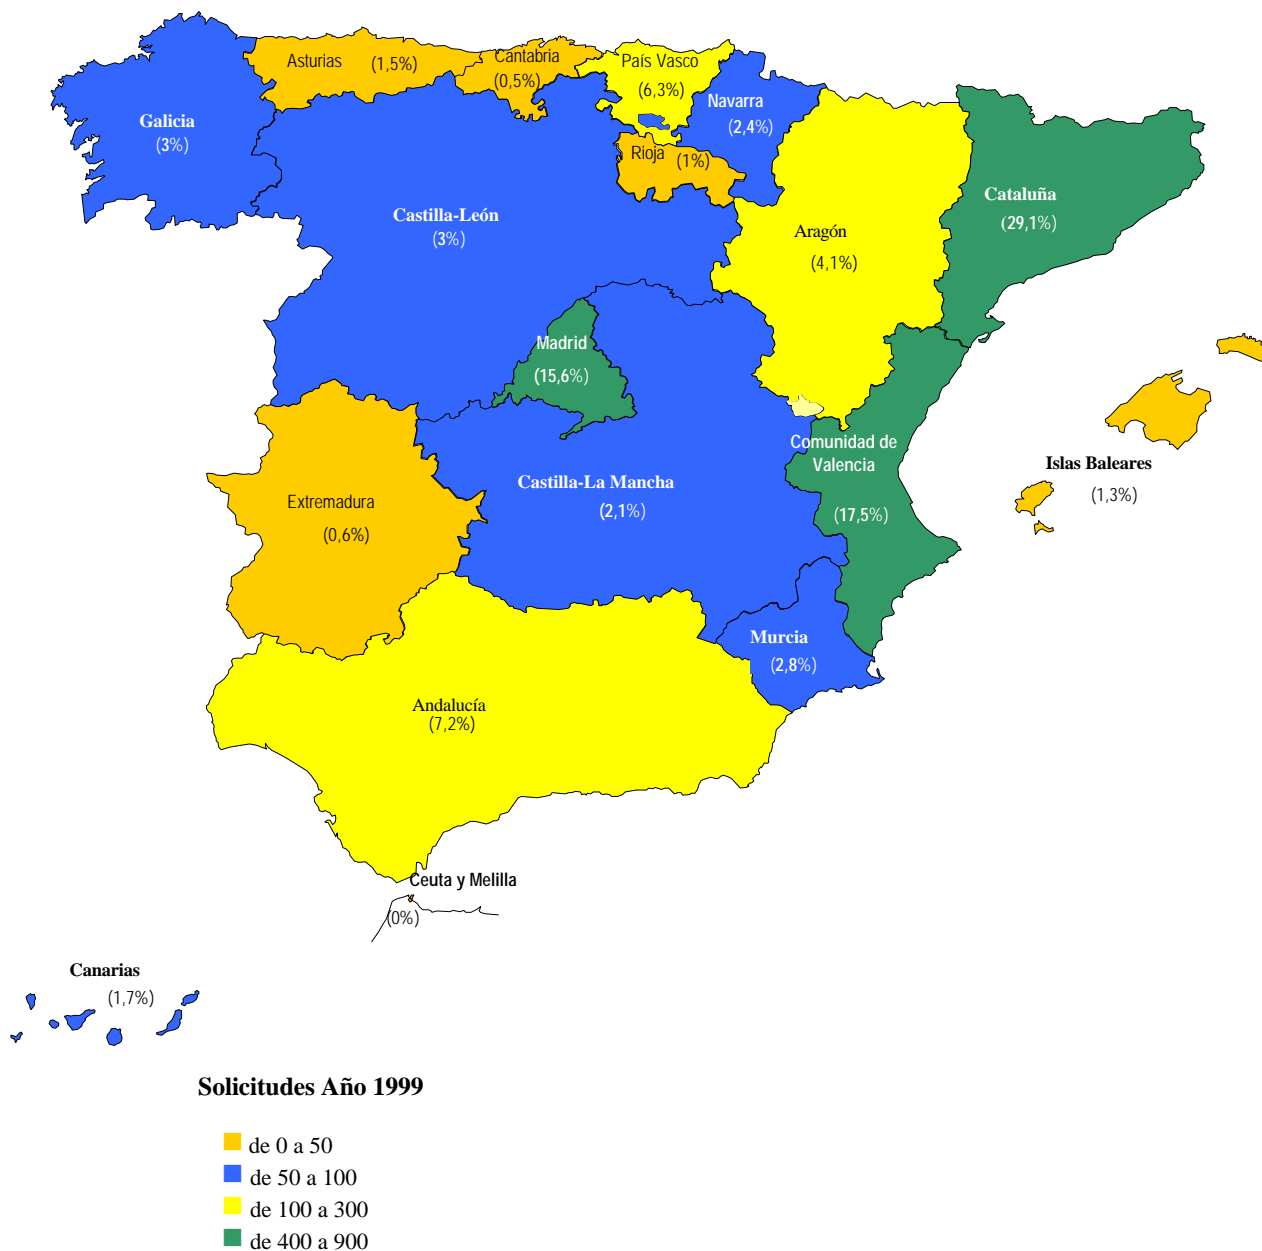 Asturias (1,5%)
Cantabria
(0,5%)
País Vasco
(6,3%)
Navarra
(2,4%)
Galicia
(3%)
Rioja (1%)
Cataluña
(29,1%)
Castilla-León
(3%)
Aragón
(4,1%)
Madrid
(15,6%)
Comunidad de
Valencia
(17,5%)
Islas Baleares
(1,3%)
Castilla-La Mancha
(2,1%)
Extremadura
(0,6%)
Murcia
(2,8%)
Andalucía
(7,2%)
Ceuta y Melilla
(0%)
Canarias
(1,7%)
Solicitudes Año 1999
de 0 a 50
de 50 a 100
de 100 a 300
de 400 a 900